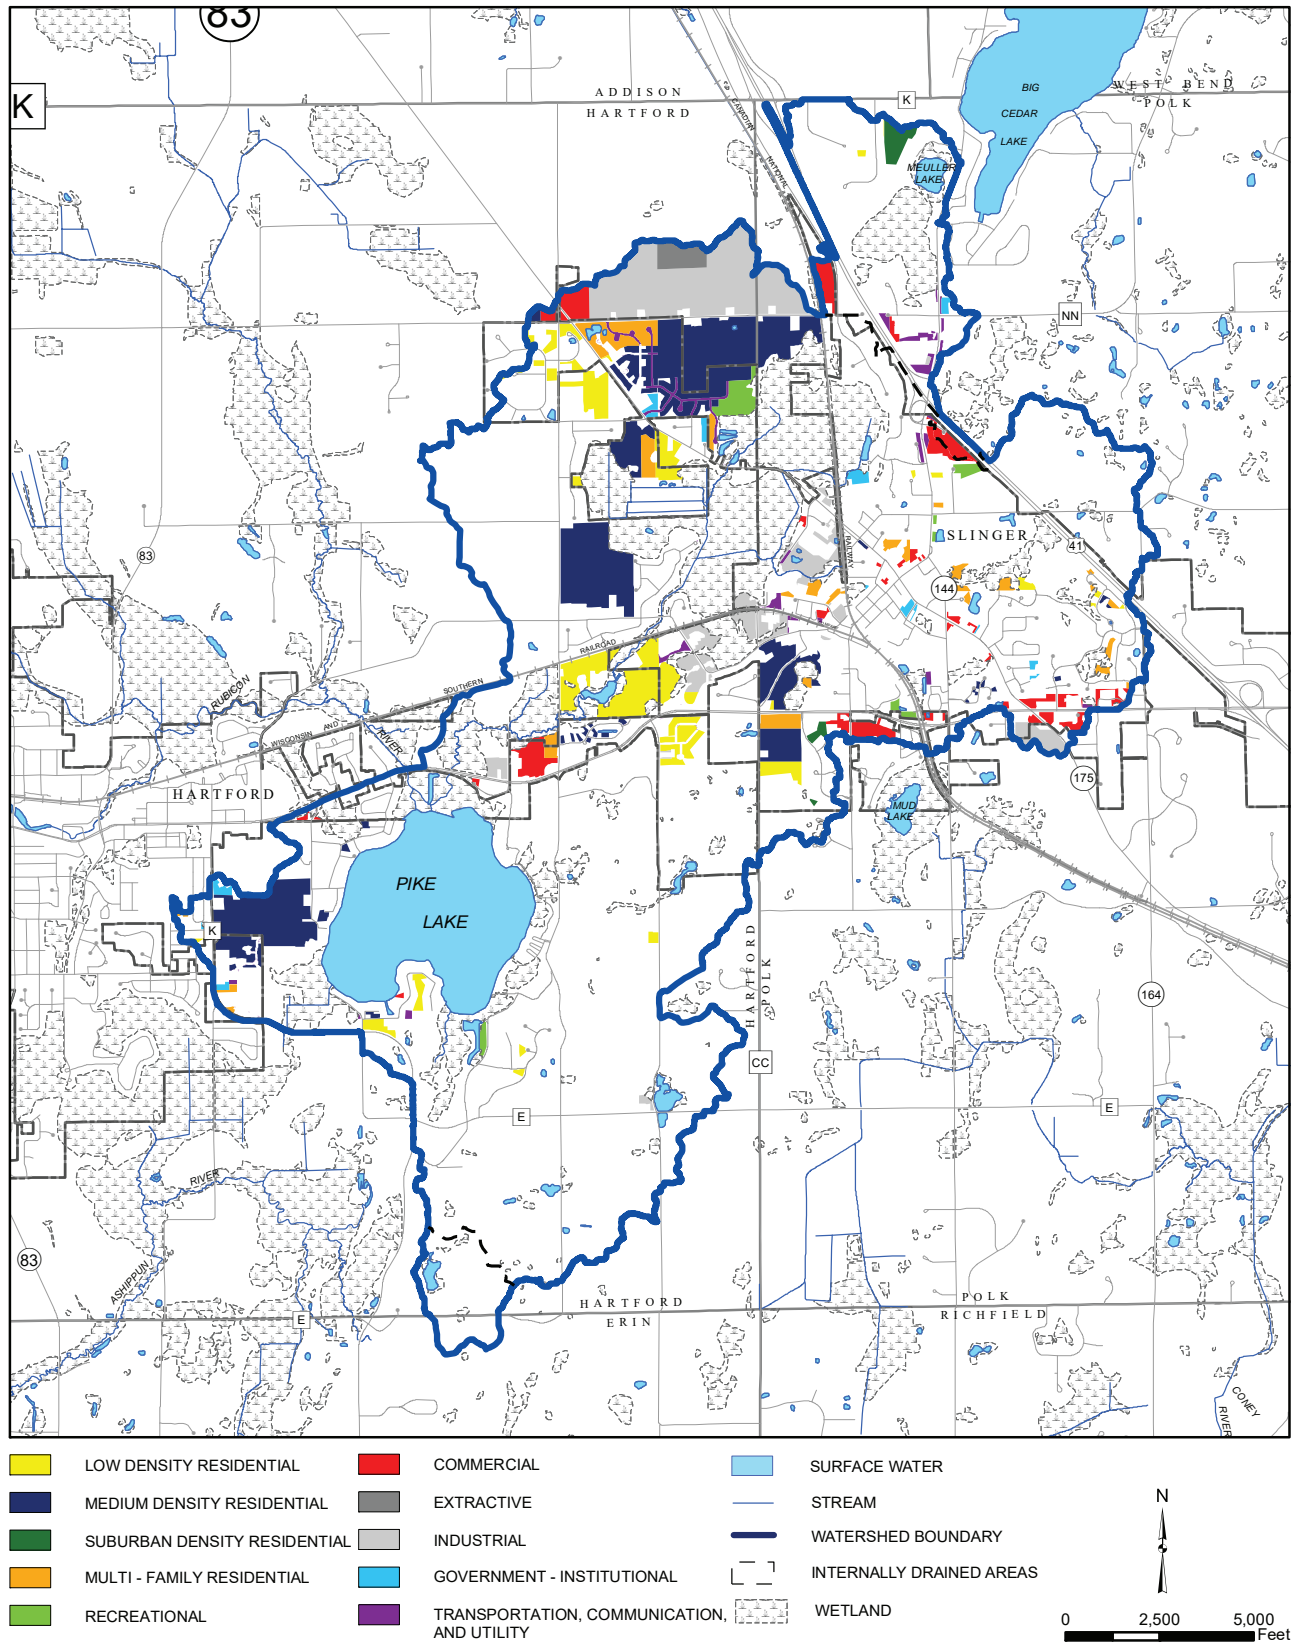 83
K
ADDISON
HARTFORD
K
BIG
CEDAR
LAKE
WEST BEND
POLK
CANADIAN
NATIONAL
MEULLER
LAKE
NN
83
SLINGER
41
RAILWAY
144
RAILROAD
SOUTHERN
AND
WISCONSIN
RUBICON
RIVER
HARTFORD
175
MUD
LAKE
PIKE
LAKE
K
HARTFORD
POLK
164
CC
E
E
RIVER
ASHIPPUN
83
E
HARTFORD
ERIN
POLK
RICHFIELD
CONEY
RIVER
LOW DENSITY RESIDENTIAL
MEDIUM DENSITY RESIDENTIAL
SUBURBAN DENSITY RESIDENTIAL
MULTI - FAMILY RESIDENTIAL
RECREATIONAL
COMMERCIAL
EXTRACTIVE
INDUSTRIAL
GOVERNMENT - INSTITUTIONAL
TRANSPORTATION, COMMUNICATION,
AND UTILITY
SURFACE WATER
STREAM
WATERSHED BOUNDARY
INTERNALLY DRAINED AREAS
WETLAND
N
0 2,500 5,000
Feet